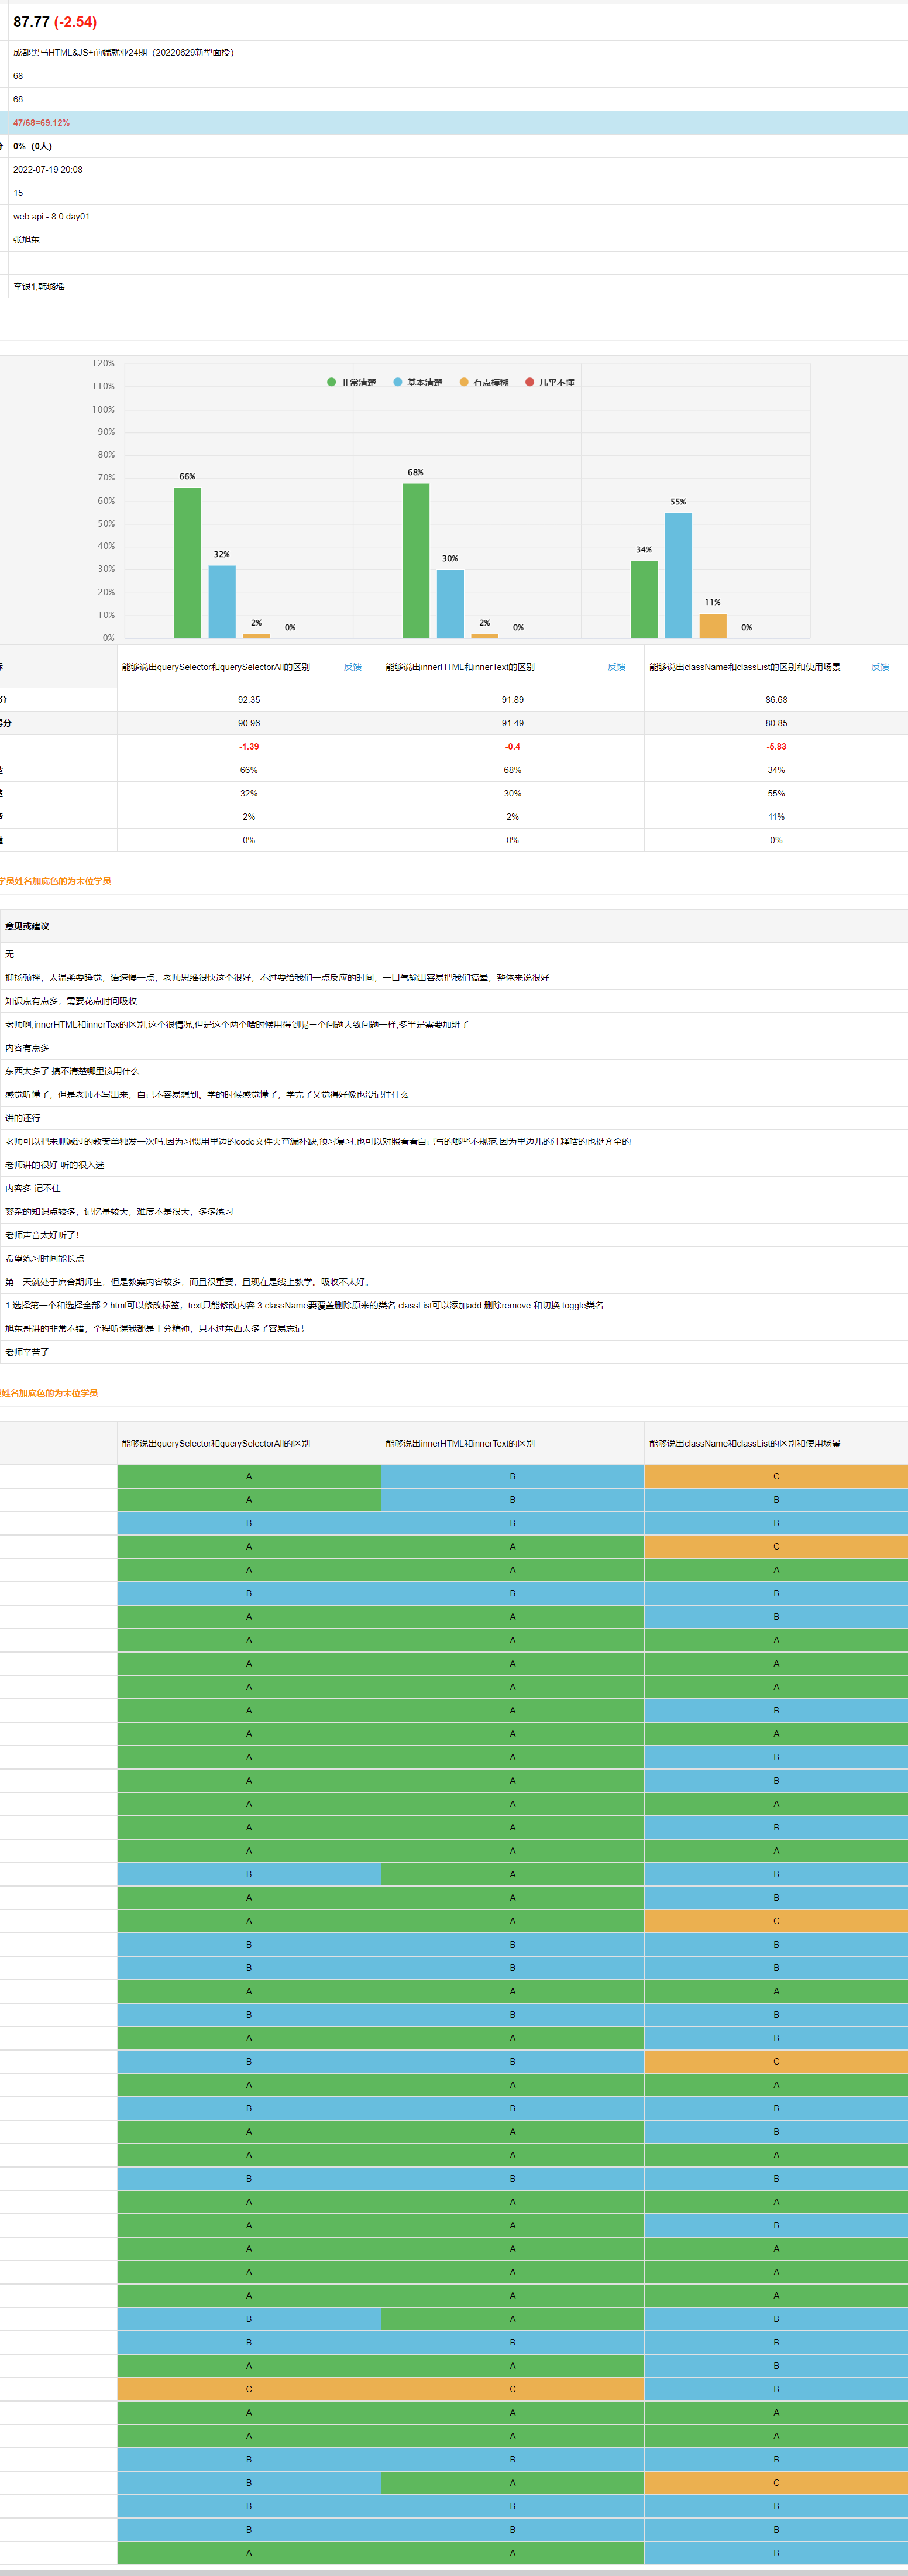 87.77 (-2.54)
成都黑马HTML&JS+前端就业24期（20220629新型面授）
68
68
47/68=69.12%
分 0%（0人）
2022-07-19 20:08
15
web api - 8.0 day01
张旭东
李银1,韩璐瑶
120%
非常清楚 基本清楚 有点模糊 几乎不懂
110%
100%
90%
80%
70%
60%
50%
40%
30%
20%
10%
0%
66% 32% 2% 0%
68% 30% 2% 0%
34% 55% 11% 0%
标 能够说出querySelector和querySelectorAll的区别 反馈 能够说出innerHTML和innerText的区别 反馈 能够说出className和classList的区别和使用场景 反馈
分 92.35 91.89 86.68
得分 90.96 91.49 80.85
-1.39 -0.4 -5.83
楚 66% 68% 34%
楚 32% 30% 55%
2% 2% 11%
0% 0% 0%
学员姓名加底色的为末位学员
意见或建议
无
抑扬顿挫，太温柔要睡觉，语速慢一点，老师思维很快这个很好，不过要给我们一点反应的时间，一口气输出容易把我们搞晕，整体来说很好
知识点有点多，需要花点时间吸收
老师啊,innerHTML和innerTex的区别,这个很情况,但是这个两个啥时候用得到呢三个问题大致问题一样,多半是需要加班了
内容有点多
东西太多了 搞不清楚哪里该用什么
感觉听懂了，但是老师不写出来，自己不容易想到。学的时候感觉懂了，学完了又觉得好像也没记住什么
讲的还行
老师可以把未删减过的教案单独发一次吗.因为习惯用里边的code文件夹查漏补缺,预习复习.也可以对照看看自己写的哪些不规范.因为里边儿的注释啥的也挺齐全的
老师讲的很好 听的很入迷
内容多 记不住
繁杂的知识点较多，记忆量较大，难度不是很大，多多练习
老师声音太好听了！
希望练习时间能长点
第一天就处于磨合期师生，但是教案内容较多，而且很重要，且现在是线上教学。吸收不太好。
1.选择第一个和选择全部 2.html可以修改标签，text只能修改内容 3.className要覆盖删除原来的类名 classList可以添加add 删除remove 和切换 toggle类名
旭东哥讲的非常不错，全程听课我都是十分精神，只不过东西太多了容易忘记
老师辛苦了
员姓名加底色的为末位学员
能够说出querySelector和querySelectorAll的区别 能够说出innerHTML和innerText的区别 能够说出className和classList的区别和使用场景
A B C
A B B
B B B
A A C
A A A
B B B
A A B
A A A
A A A
A A A
A A B
A A A
A A B
A A B
A A A
A A B
A A A
B A B
A A B
A A C
B B B
B B B
A A A
B B B
A A B
B B C
A A A
B B B
A A B
A A A
B B B
A A A
A A B
A A A
A A A
A A A
B A B
B B B
A A B
C C B
A A A
A A A
B B B
B A C
B B B
B B B
A A B